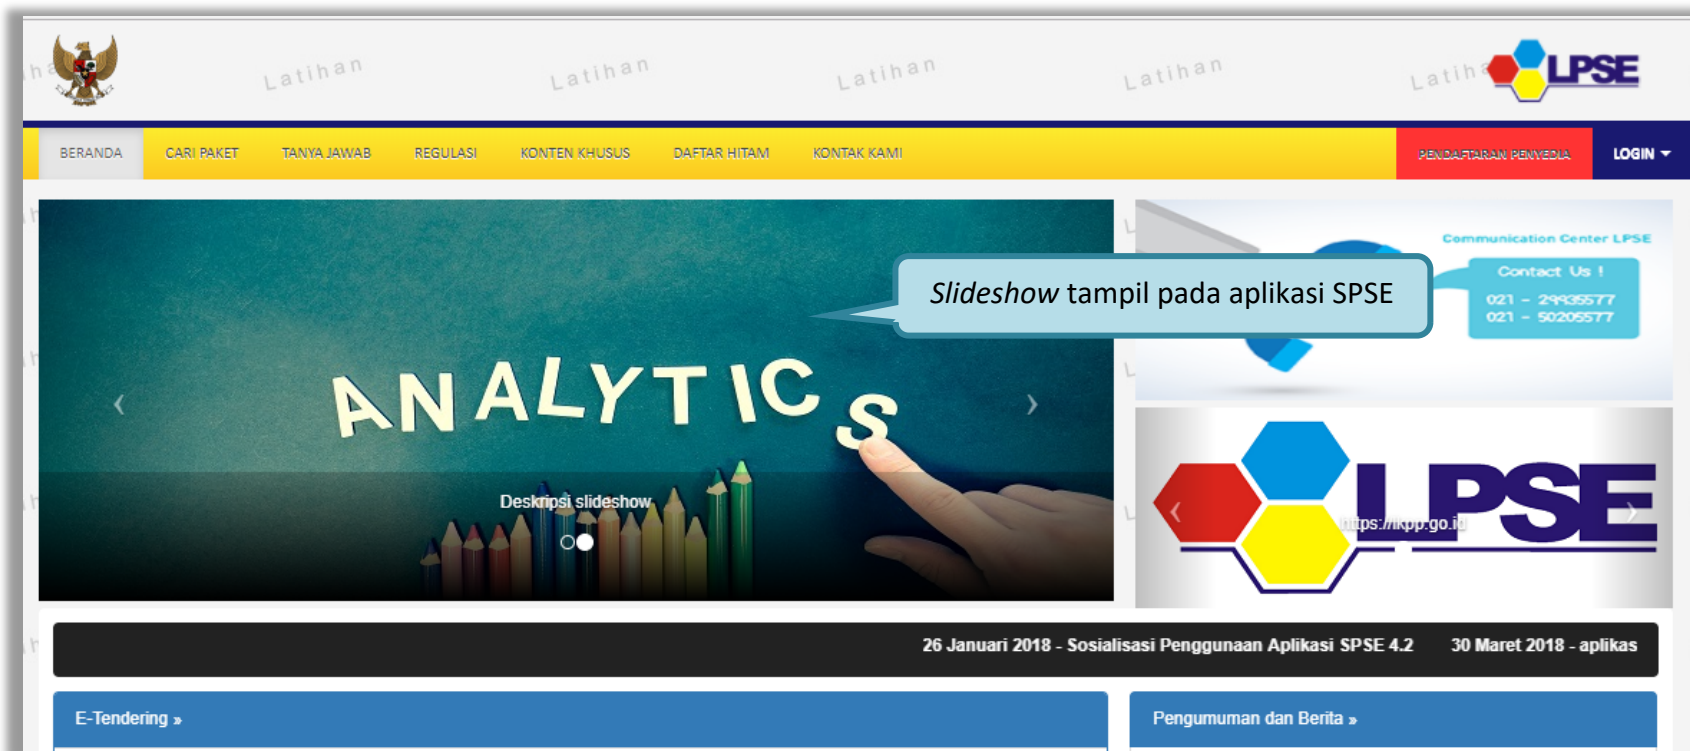 Latihan Latihan Latihan Latihan Latih
LPSE
BERANDA CARI PAKET TANYA JAWAB REGULASI KONTEN KHUSUS DAFTAR HITAM KONTAK KAMI PENDAFTARAN PENYEDIA LOGIN
Communication Center LPSE
Contact Us !
021 - 29935577
021 - 50205577
Slideshow tampil pada aplikasi SPSE
ANALYTICS
Deskripsi slideshow
LPSE
https://lkpp.go.id
26 Januari 2018 - Sosialisasi Penggunaan Aplikasi SPSE 4.2 30 Maret 2018 - aplikas
E-Tendering »
Pengumuman dan Berita »